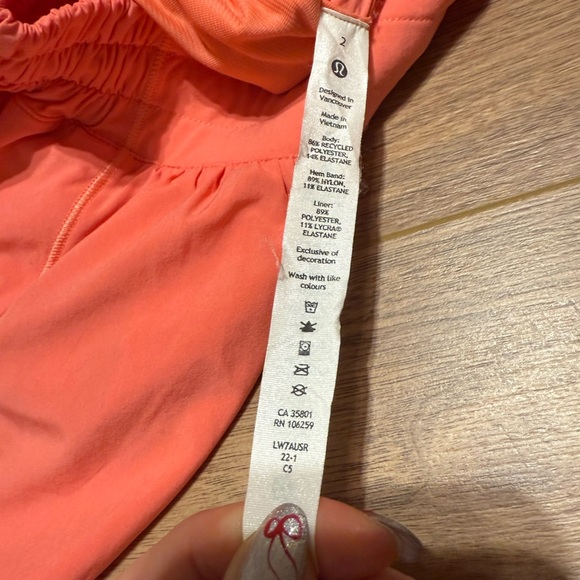 2
Designed in
Vancouver
Made in
Vietnam
Body:
86% RECYCLED
POLYESTER,
14% ELASTANE
Hem Band:
89% NYLON,
11% ELASTANE
Liner:
89%
POLYESTER,
11% LYCRA®
ELASTANE
Exclusive of
decoration
Wash with like
colours
CA 35801
RN 106259
LW7AUSR
22-1
C5